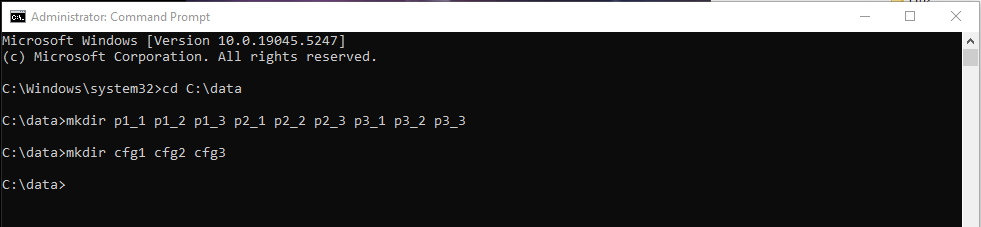 Administrator: Command Prompt
Microsoft Windows [Version 10.0.19045.5247]
(c) Microsoft Corporation. All rights reserved.
C:\Windows\system32>cd C:\data
C:\data>mkdir p1_1 p1_2 p1_3 p2_1 p2_2 p2_3 p3_1 p3_2 p3_3
C:\data>mkdir cfg1 cfg2 cfg3
C:\data>